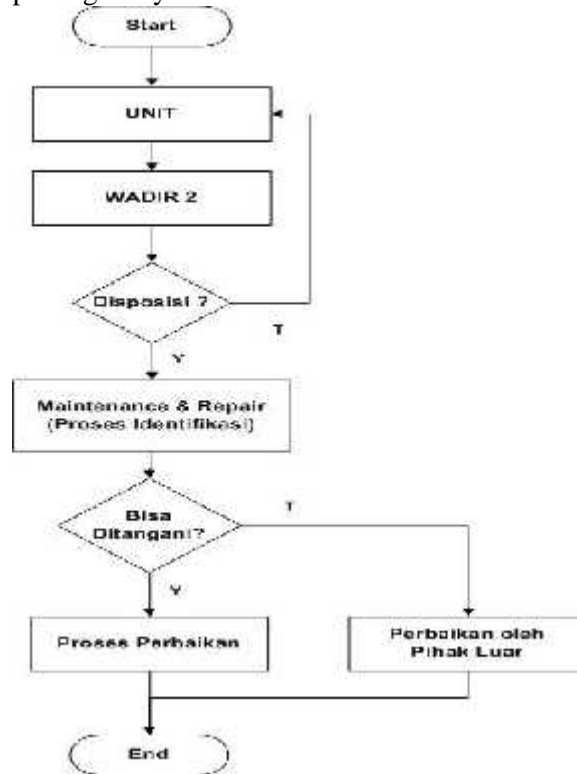 Start
UNIT
WADIR 2
Disposisi ?
T
Y
Maintenance & Repair
(Proses Identifikasi)
Bisa
Ditangani?
T
Y
Proses Perbaikan
Perbaikan oleh
Pihak Luar
End